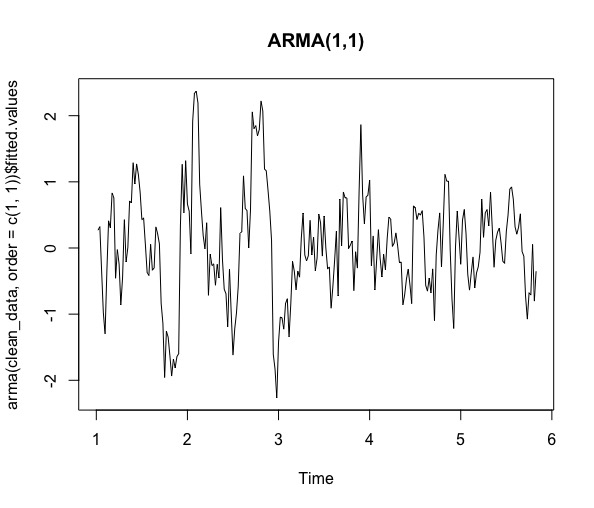 ARMA(1,1)
arma(clean_data, order = c(1, 1))$fitted.values
2
1
0
-1
-2
1 2 3 4 5 6
Time